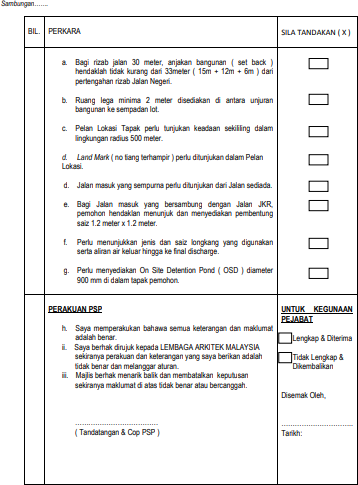 Sambungan.......
BIL. PERKARA SILA TANDAKAN ( X )
a. Bagi rizab jalan 30 meter, anjakan bangunan ( set back )
hendaklah tidak kurang dari 33meter ( 15m + 12m + 6m ) dari
pertengahan rizab Jalan Negeri.
b. Ruang lega minima 2 meter disediakan di antara unjuran
bangunan ke sempadan lot.
c. Pelan Lokasi Tapak perlu tunjukan keadaan sekililing dalam
lingkungan radius 500 meter.
d. Land Mark ( no tiang terhampir ) perlu ditunjukan dalam Pelan
Lokasi.
d. Jalan masuk yang sempurna perlu ditunjukan dari Jalan sediada.
e. Bagi Jalan masuk yang bersambung dengan Jalan JKR,
pemohon hendaklan menunjuk dan menyediakan pembentung
saiz 1.2 meter x 1.2 meter.
f. Perlu menunjukkan jenis dan saiz longkang yang digunakan
serta aliran air keluar hingga ke final discharge.
g. Perlu menyediakan On Site Detention Pond ( OSD ) diameter
900 mm di dalam tapak pemohon.
PERAKUAN PSP
h. Saya memperakukan bahawa semua keterangan dan maklumat
adalah benar.
ii. Saya berhak dirujuk kepada LEMBAGA ARKITEK MALAYSIA
sekiranya perakuan dan keterangan yang saya berikan adalah
tidak benar dan melanggar aturan.
iii. Majlis berhak menarik balik dan membatalkan keputusan
sekiranya maklumat di atas tidak benar atau bercanggah.
.......................................
( Tandatangan & Cop PSP )
UNTUK KEGUNAAN
PEJABAT
Lengkap & Diterima
Tidak Lengkap &
Dikembalikan
Disemak Oleh,
.......................................
Tarikh: